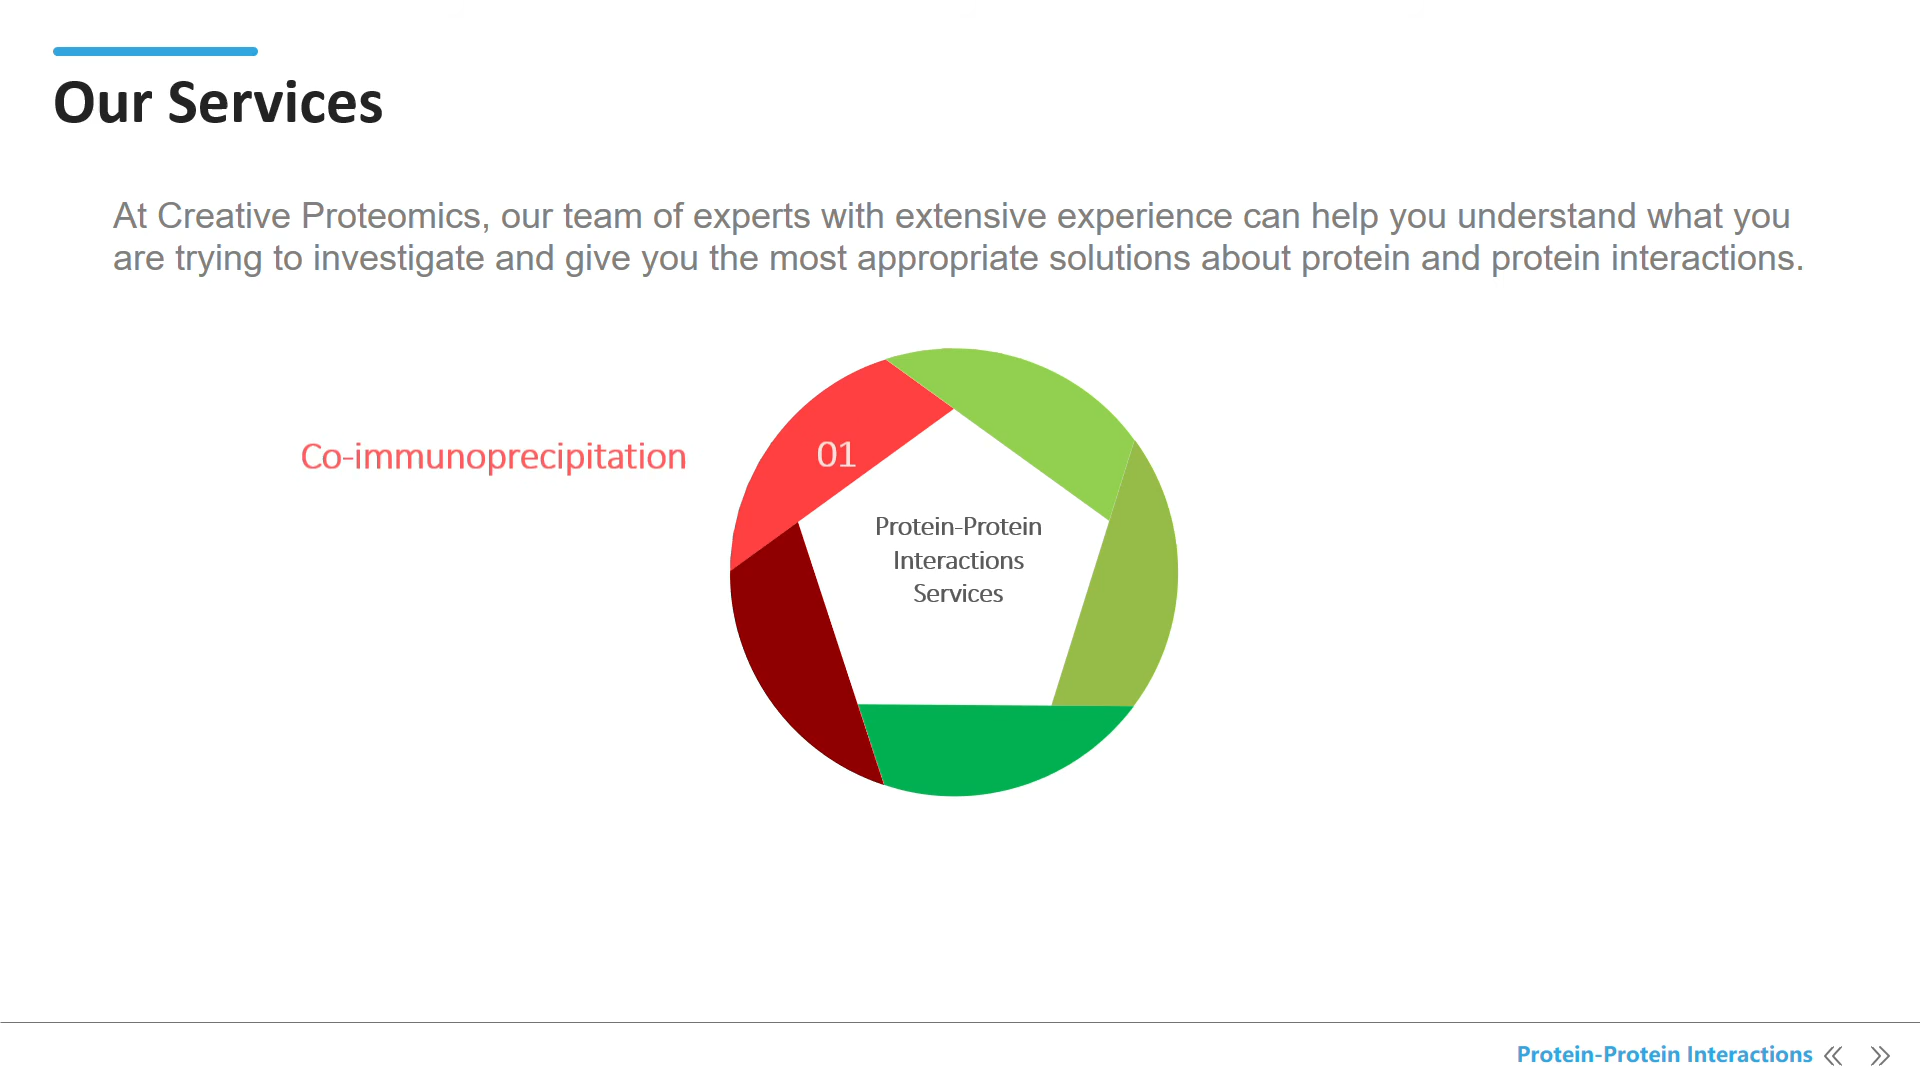 Our Services
At Creative Proteomics, our team of experts with extensive experience can help you understand what you
are trying to investigate and give you the most appropriate solutions about protein and protein interactions.
Co-immunoprecipitation
01
Protein-Protein
Interactions
Services
Protein-Protein Interactions